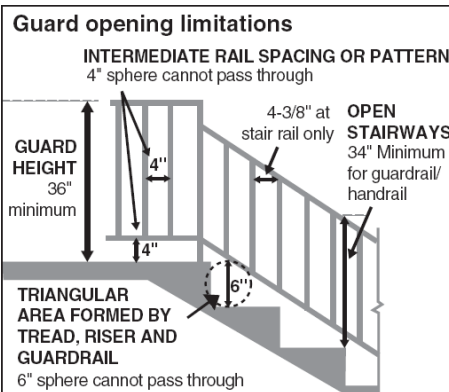 Guard opening limitations
INTERMEDIATE RAIL SPACING OR PATTERN
4" sphere cannot pass through
4-3/8" at
stair rail only
OPEN
STAIRWAYS
34" Minimum
for guardrail/
handrail
GUARD
HEIGHT
36"
minimum
4"
4"
6"
TRIANGULAR
AREA FORMED BY
TREAD, RISER AND
GUARDRAIL
6" sphere cannot pass through